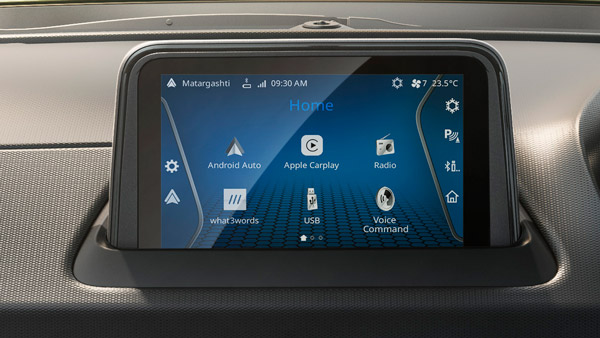 Matargashti 09:30 AM 7 23.5°C
Home
Android Auto Apple Carplay Radio
P
what3words USB Voice
Command